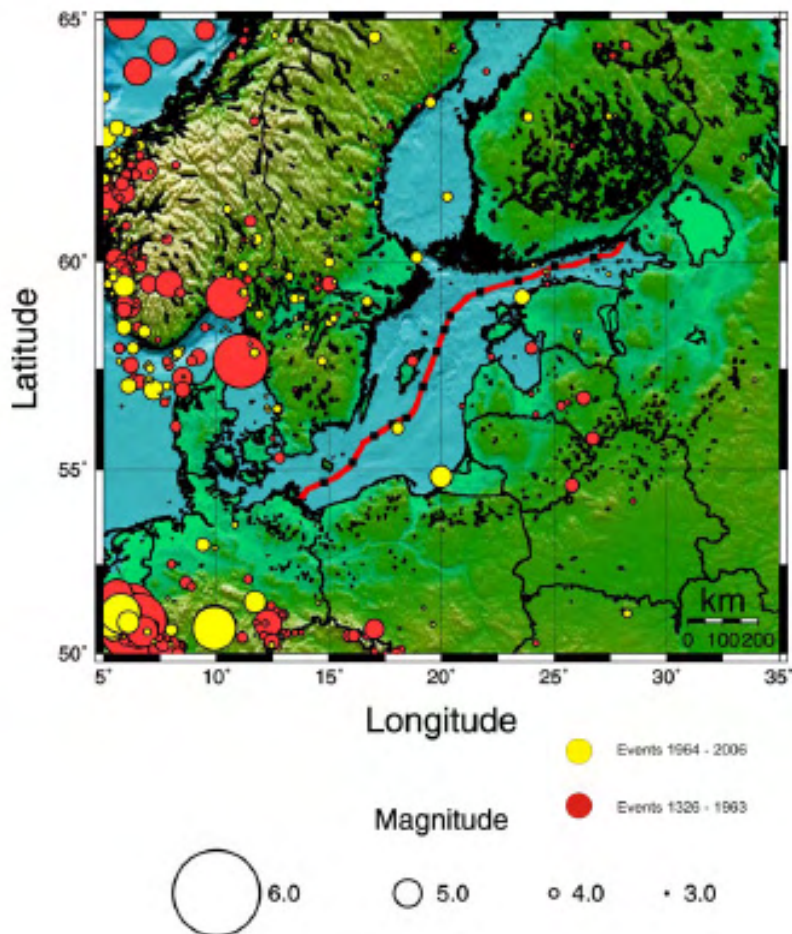 65°
60°
55°
50°
Latitude
km
0 100200
5° 10° 15° 20° 25° 30° 35°
Longitude
Events 1964 - 2006
Events 1326 - 1963
Magnitude
6.0 5.0 4.0 3.0